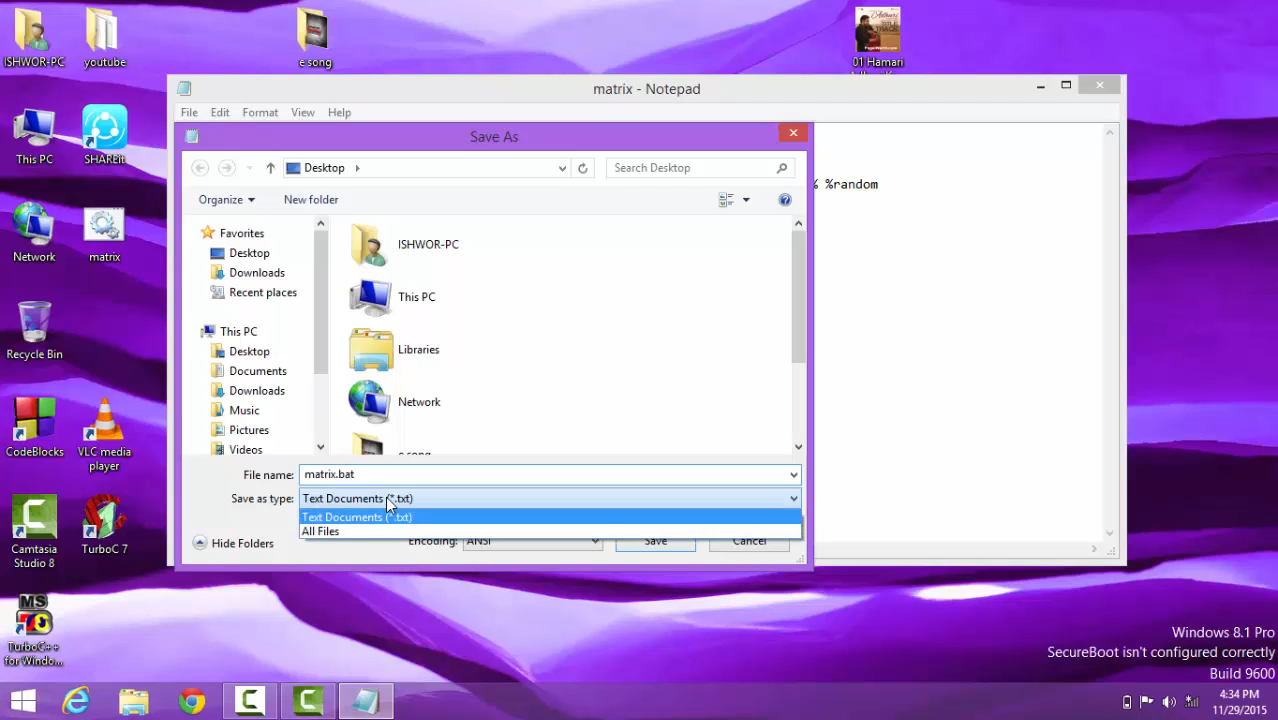 ISHWOR-PC
youtube
e song
01 Hamari
This PC
SHAREit
Network
matrix
Recycle Bin
CodeBlocks
VLC media
player
Camtasia
Studio 8
TurboC 7
MS
TurboC++
for Windo...
matrix - Notepad
File Edit Format View Help
% %random
Save As
Desktop
Search Desktop
Organize
New folder
Favorites
Desktop
Downloads
Recent places
This PC
Desktop
Documents
Downloads
Music
Pictures
Videos
ISHWOR-PC
This PC
Libraries
Network
e song
File name: matrix.bat
Save as type: Text Documents (*.txt)
Text Documents (*.txt)
All Files
Hide Folders
Encoding: ANSI
Save
Cancel
Windows 8.1 Pro
SecureBoot isn't configured correctly
Build 9600
4:34 PM
11/29/2015